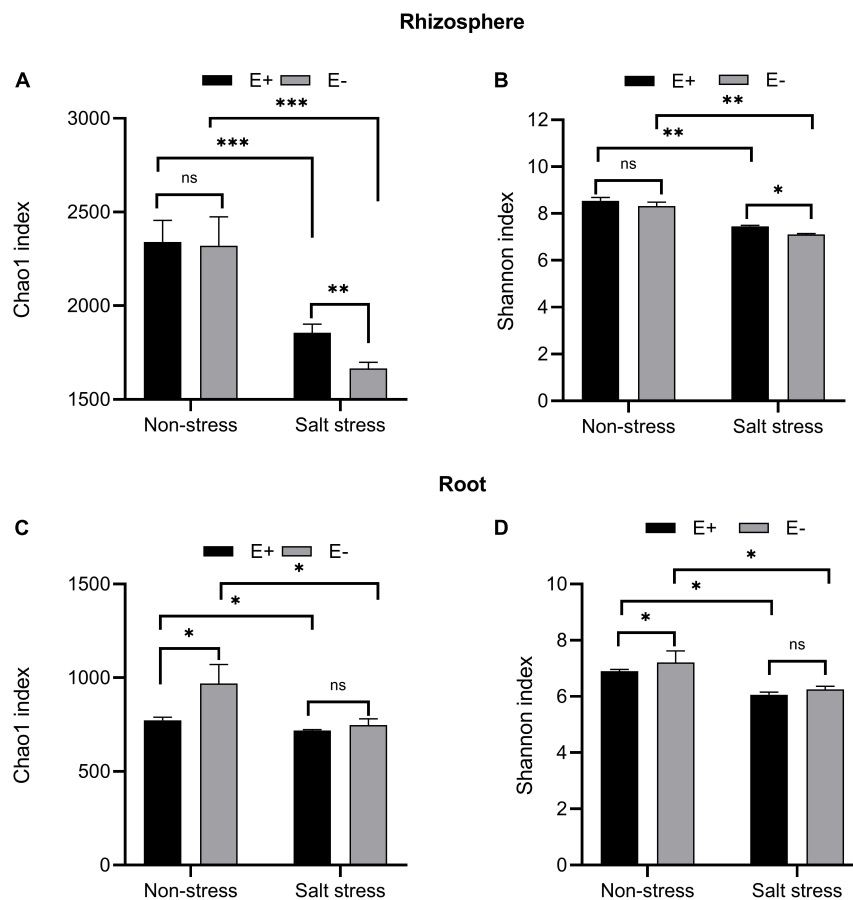 Rhizosphere
A
E+ E-
Chao1 index
3000
2500
2000
1500
***
***
ns
**
Non-stress Salt stress
B
E+ E-
Shannon index
12
10
8
6
4
2
0
**
**
ns
*
Non-stress Salt stress
Root
C
E+ E-
Chao1 index
1500
1000
500
0
*
*
*
ns
Non-stress Salt stress
D
E+ E-
Shannon index
10
8
6
4
2
0
*
*
*
ns
Non-stress Salt stress